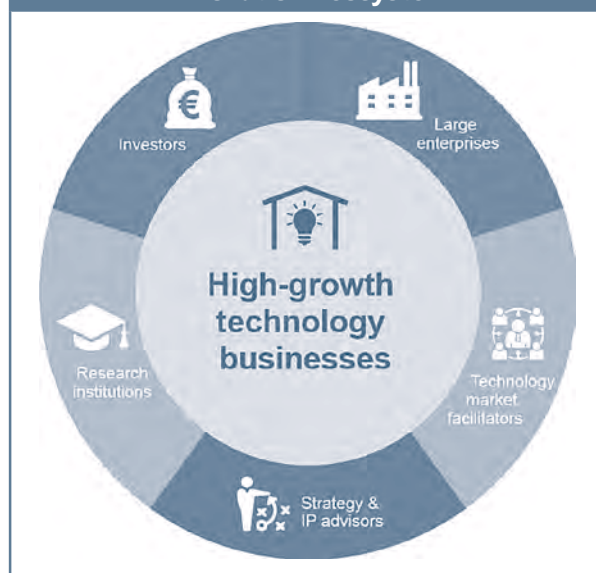 Investors
Large
enterprises
High-growth
technology
businesses
Research
institutions
Technology
market
facilitators
Strategy &
IP advisors
€